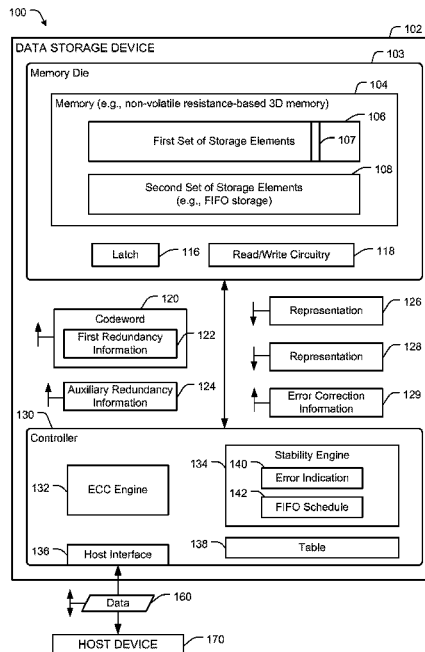 100
102
DATA STORAGE DEVICE
103
Memory Die
104
Memory (e.g., non-volatile resistance-based 3D memory)
106
First Set of Storage Elements
107
108
Second Set of Storage Elements
(e.g., FIFO storage)
Latch
116
Read/Write Circuitry
118
120
Codeword
First Redundancy
Information
122
Auxiliary Redundancy
Information
124
Representation
126
Representation
128
Error Correction
Information
129
130
Controller
132
ECC Engine
134
Stability Engine
140
Error Indication
142
FIFO Schedule
136
Host Interface
138
Table
Data
160
HOST DEVICE
170